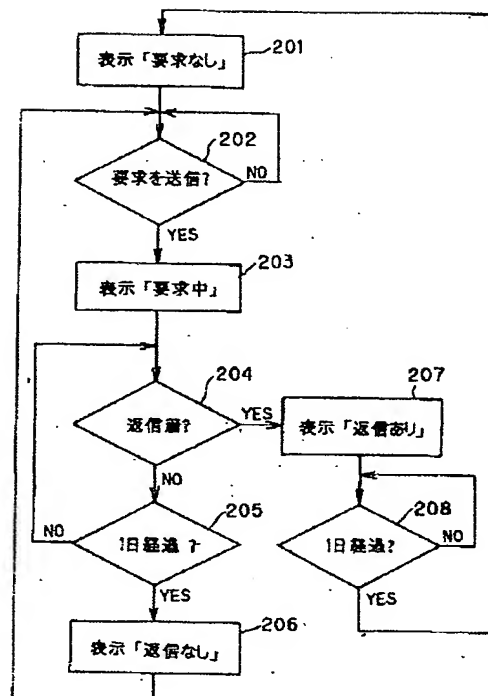 表示「要求なし」
201
要求を送信?
202
NO
YES
表示「要求中」
203
返信着?
204
YES
NO
表示「返信あり」
207
1日経過?
205
NO
YES
1日経過?
208
NO
YES
表示「返信なし」
206